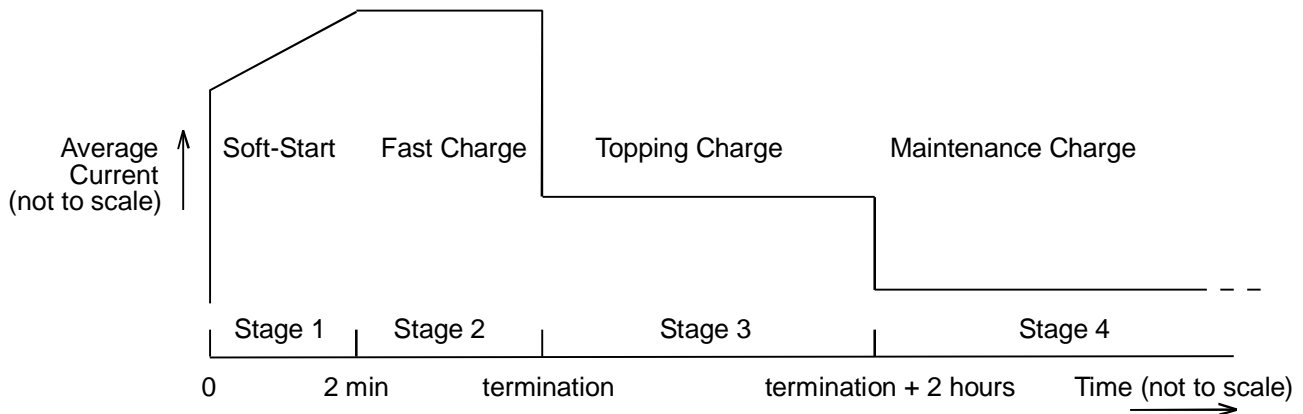 Average
Current
(not to scale)
Soft-Start
Fast Charge
Topping Charge
Maintenance Charge
Stage 1
Stage 2
Stage 3
Stage 4
0
2 min
termination
termination + 2 hours
Time (not to scale)